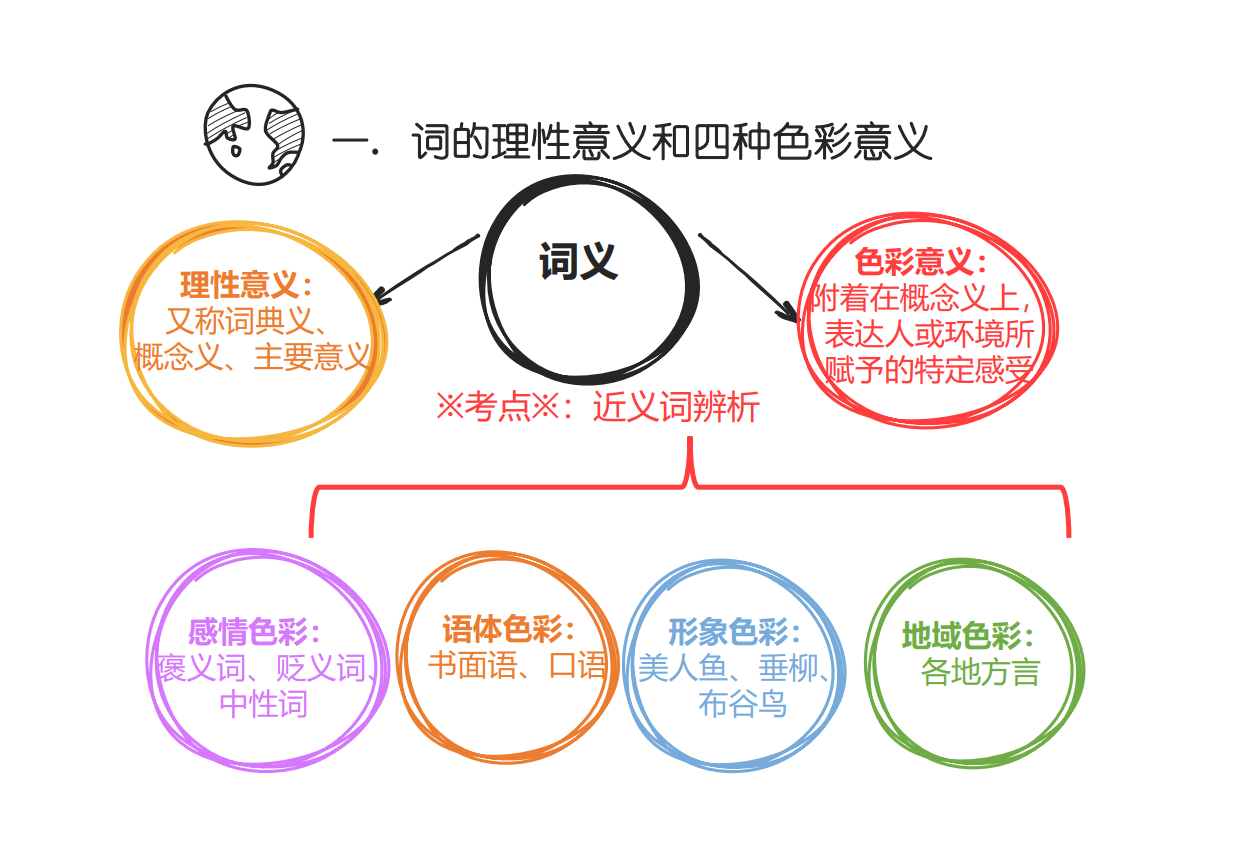 一．词的理性意义和四种色彩意义
词义
理性意义：
又称词典义、
概念义、主要意义
色彩意义：
附着在概念义上，
表达人或环境所
赋予的特定感受
※考点※：近义词辨析
感情色彩：
褒义词、贬义词、
中性词
语体色彩：
书面语、口语
形象色彩：
美人鱼、垂柳、
布谷鸟
地域色彩：
各地方言